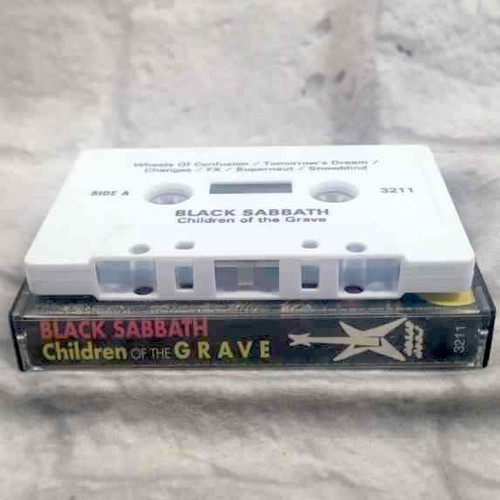 Wheels Of Confusion / Tomorrow's Dream /
Changes / FX / Supernaut / Snowblind
SIDE A
3211
BLACK SABBATH
Children of the Grave
BLACK SABBATH
Children OF THE GRAVE
3211